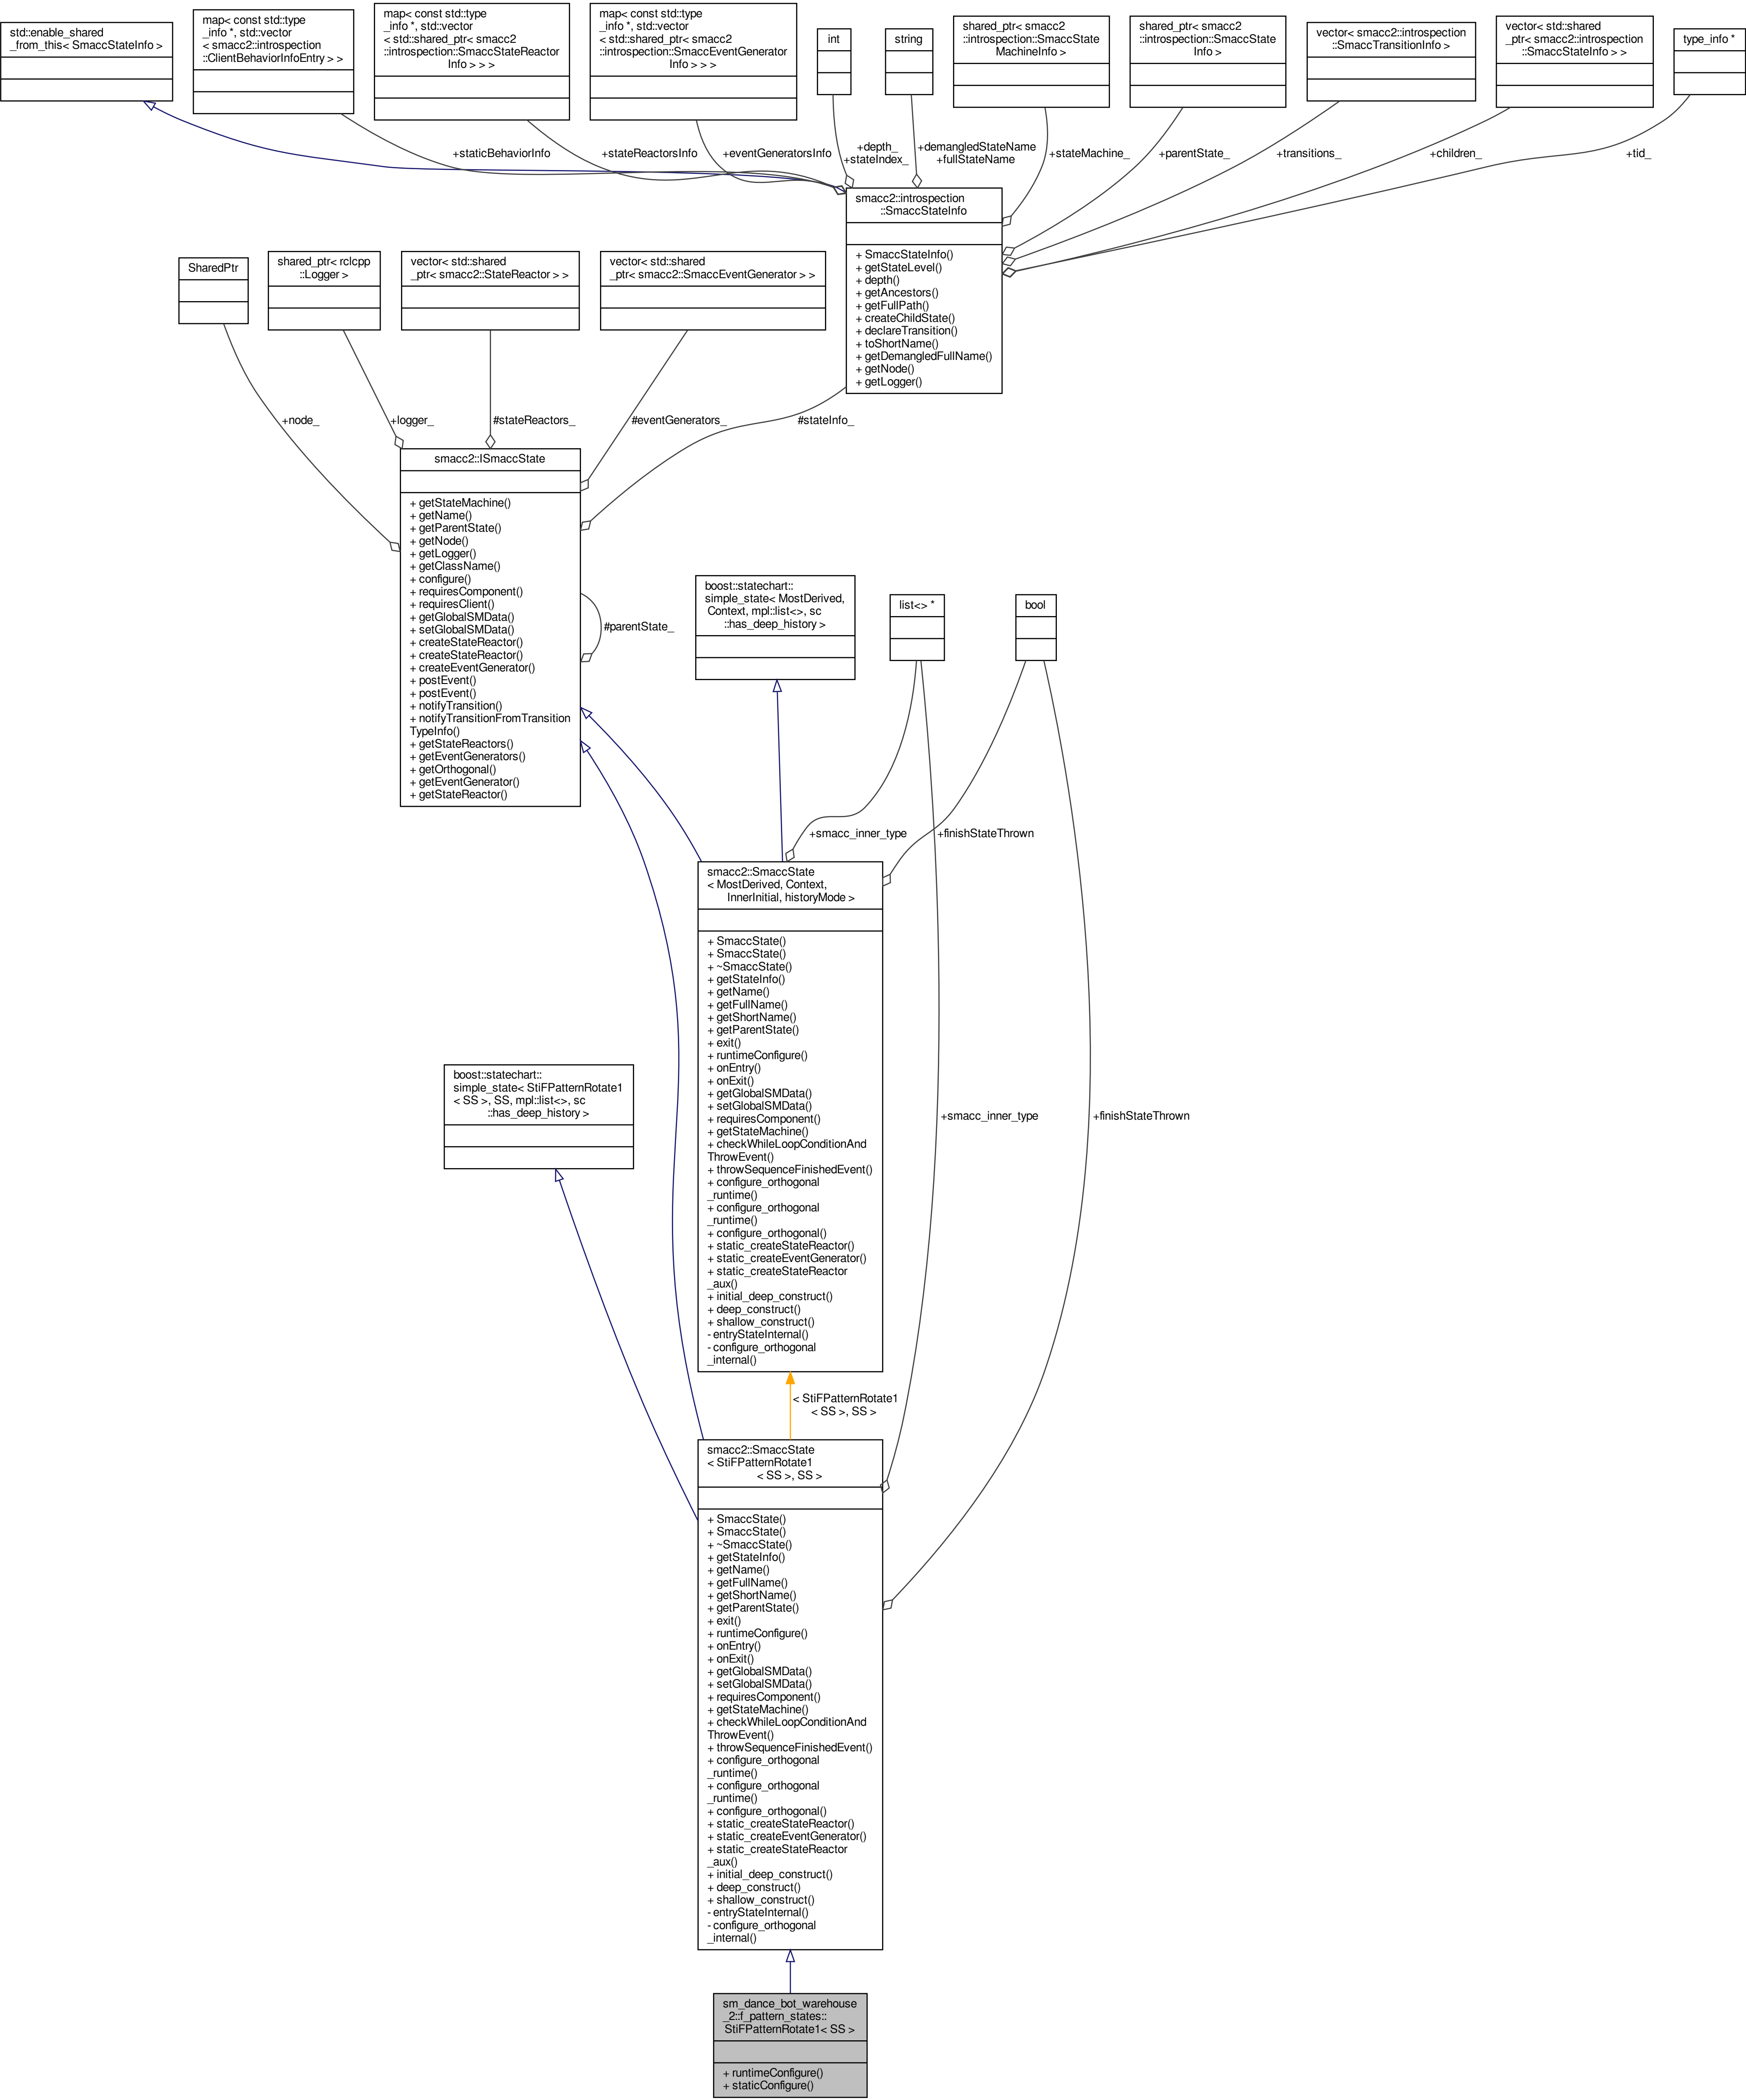 std::enable_shared
_from_this< SmaccStateInfo >
map< const std::type
_info *, std::vector
< smacc2::introspection
::ClientBehaviorInfoEntry > >
map< const std::type
_info *, std::vector
< std::shared_ptr< smacc2
::introspection::SmaccStateReactor
Info > > >
map< const std::type
_info *, std::vector
< std::shared_ptr< smacc2
::introspection::SmaccEventGenerator
Info > > >
int
string
shared_ptr< smacc2
::introspection::SmaccState
MachineInfo >
shared_ptr< smacc2
::introspection::SmaccState
Info >
vector< smacc2::introspection
::SmaccTransitionInfo >
vector< std::shared
_ptr< smacc2::introspection
::SmaccStateInfo > >
type_info *
+staticBehaviorInfo
+stateReactorsInfo
+eventGeneratorsInfo
+depth_
+stateIndex_
+demangledStateName
+fullStateName
+stateMachine_
+parentState_
+transitions_
+children_
+tid_
smacc2::introspection
::SmaccStateInfo
+ SmaccStateInfo()
+ getStateLevel()
+ depth()
+ getAncestors()
+ getFullPath()
+ createChildState()
+ declareTransition()
+ toShortName()
+ getDemangledFullName()
+ getNode()
+ getLogger()
SharedPtr
shared_ptr< rclcpp
::Logger >
vector< std::shared
_ptr< smacc2::StateReactor > >
vector< std::shared
_ptr< smacc2::SmaccEventGenerator > >
+node_
+logger_
#stateReactors_
#eventGenerators_
#stateInfo_
smacc2::ISmaccState
+ getStateMachine()
+ getName()
+ getParentState()
+ getNode()
+ getLogger()
+ getClassName()
+ configure()
+ requiresComponent()
+ requiresClient()
+ getGlobalSMData()
+ setGlobalSMData()
+ createStateReactor()
+ createStateReactor()
+ createEventGenerator()
+ postEvent()
+ postEvent()
+ notifyTransition()
+ notifyTransitionFromTransition
TypeInfo()
+ getStateReactors()
+ getEventGenerators()
+ getOrthogonal()
+ getEventGenerator()
+ getStateReactor()
#parentState_
boost::statechart::
simple_state< MostDerived,
Context, mpl::list<>, sc
::has_deep_history >
list<> *
bool
+smacc_inner_type
+finishStateThrown
smacc2::SmaccState
< MostDerived, Context,
InnerInitial, historyMode >
+ SmaccState()
+ SmaccState()
+ ~SmaccState()
+ getStateInfo()
+ getName()
+ getFullName()
+ getShortName()
+ getParentState()
+ exit()
+ runtimeConfigure()
+ onEntry()
+ onExit()
+ getGlobalSMData()
+ setGlobalSMData()
+ requiresComponent()
+ getStateMachine()
+ checkWhileLoopConditionAnd
ThrowEvent()
+ throwSequenceFinishedEvent()
+ configure_orthogonal
_runtime()
+ configure_orthogonal
_runtime()
+ configure_orthogonal()
+ static_createStateReactor()
+ static_createEventGenerator()
+ static_createStateReactor
_aux()
+ initial_deep_construct()
+ deep_construct()
+ shallow_construct()
- entryStateInternal()
- configure_orthogonal
_internal()
boost::statechart::
simple_state< StiFPatternRotate1
< SS >, SS, mpl::list<>, sc
::has_deep_history >
+smacc_inner_type
+finishStateThrown
< StiFPatternRotate1
< SS >, SS >
smacc2::SmaccState
< StiFPatternRotate1
< SS >, SS >
+ SmaccState()
+ SmaccState()
+ ~SmaccState()
+ getStateInfo()
+ getName()
+ getFullName()
+ getShortName()
+ getParentState()
+ exit()
+ runtimeConfigure()
+ onEntry()
+ onExit()
+ getGlobalSMData()
+ setGlobalSMData()
+ requiresComponent()
+ getStateMachine()
+ checkWhileLoopConditionAnd
ThrowEvent()
+ throwSequenceFinishedEvent()
+ configure_orthogonal
_runtime()
+ configure_orthogonal
_runtime()
+ configure_orthogonal()
+ static_createStateReactor()
+ static_createEventGenerator()
+ static_createStateReactor
_aux()
+ initial_deep_construct()
+ deep_construct()
+ shallow_construct()
- entryStateInternal()
- configure_orthogonal
_internal()
sm_dance_bot_warehouse
_2::f_pattern_states::
StiFPatternRotate1< SS >
+ runtimeConfigure()
+ staticConfigure()